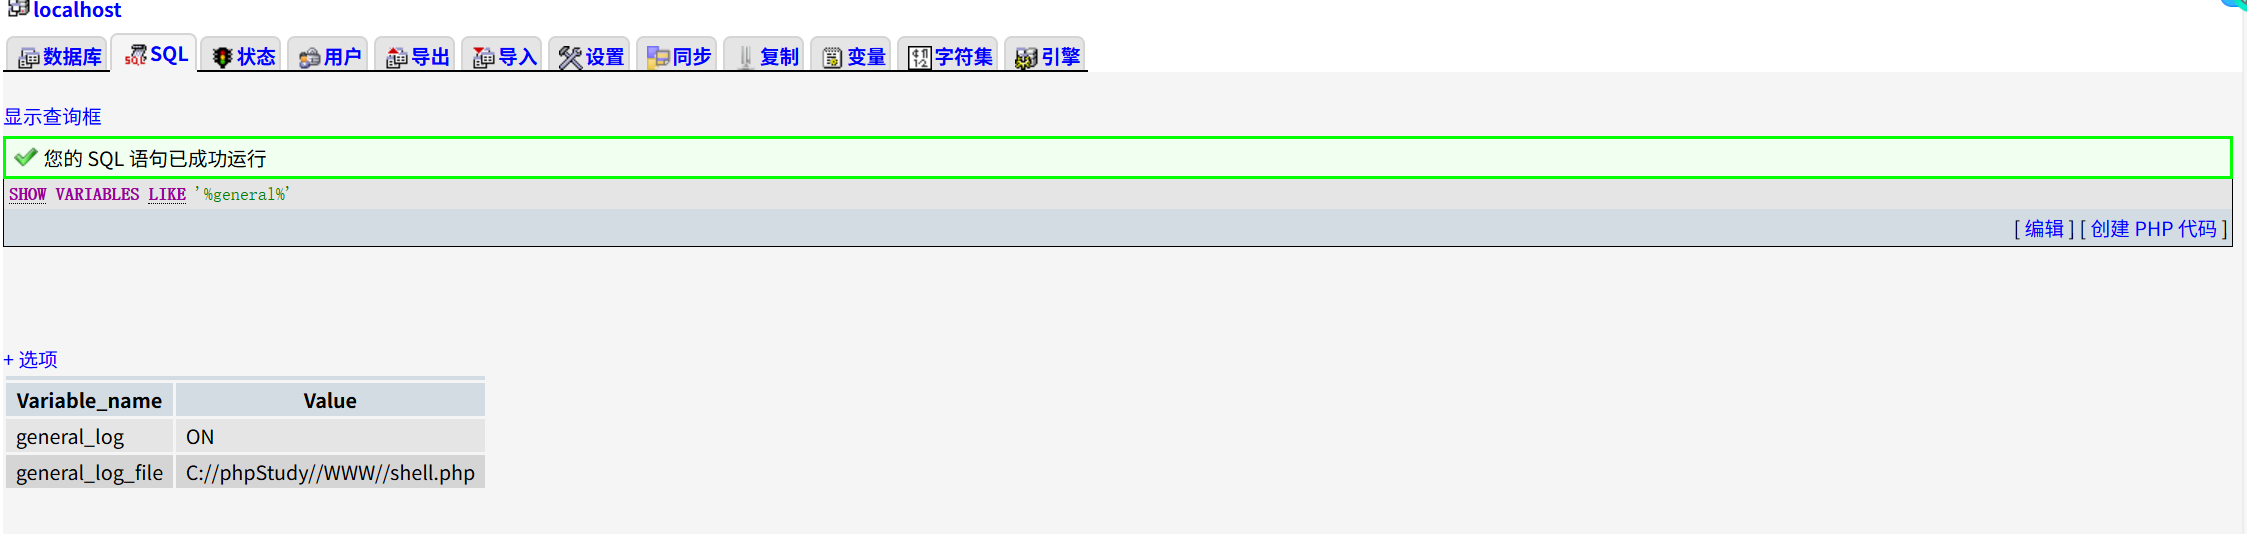 localhost
数据库 SQL 状态 用户 导出 导入 设置 同步 复制 变量 字符集 引擎
显示查询框
您的 SQL 语句已成功运行
SHOW VARIABLES LIKE '%general%'
[ 编辑 ] [ 创建 PHP 代码 ]
+ 选项
Variable_name Value
general_log ON
general_log_file C://phpStudy//WWW//shell.php